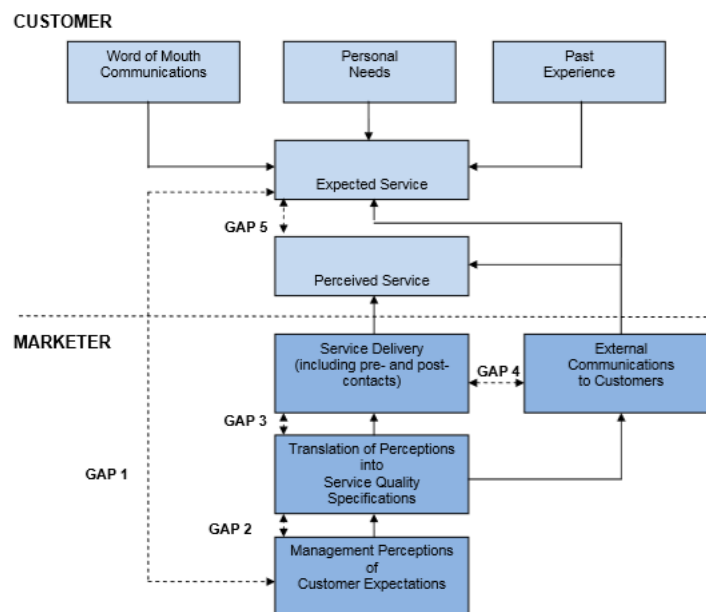 CUSTOMER
Word of Mouth
Communications
Personal
Needs
Past
Experience
Expected Service
GAP 5
Perceived Service
MARKETER
Service Delivery
(including pre- and post-
contacts)
GAP 4
External
Communications
to Customers
GAP 3
Translation of Perceptions
into
Service Quality
Specifications
GAP 1
GAP 2
Management Perceptions
of
Customer Expectations